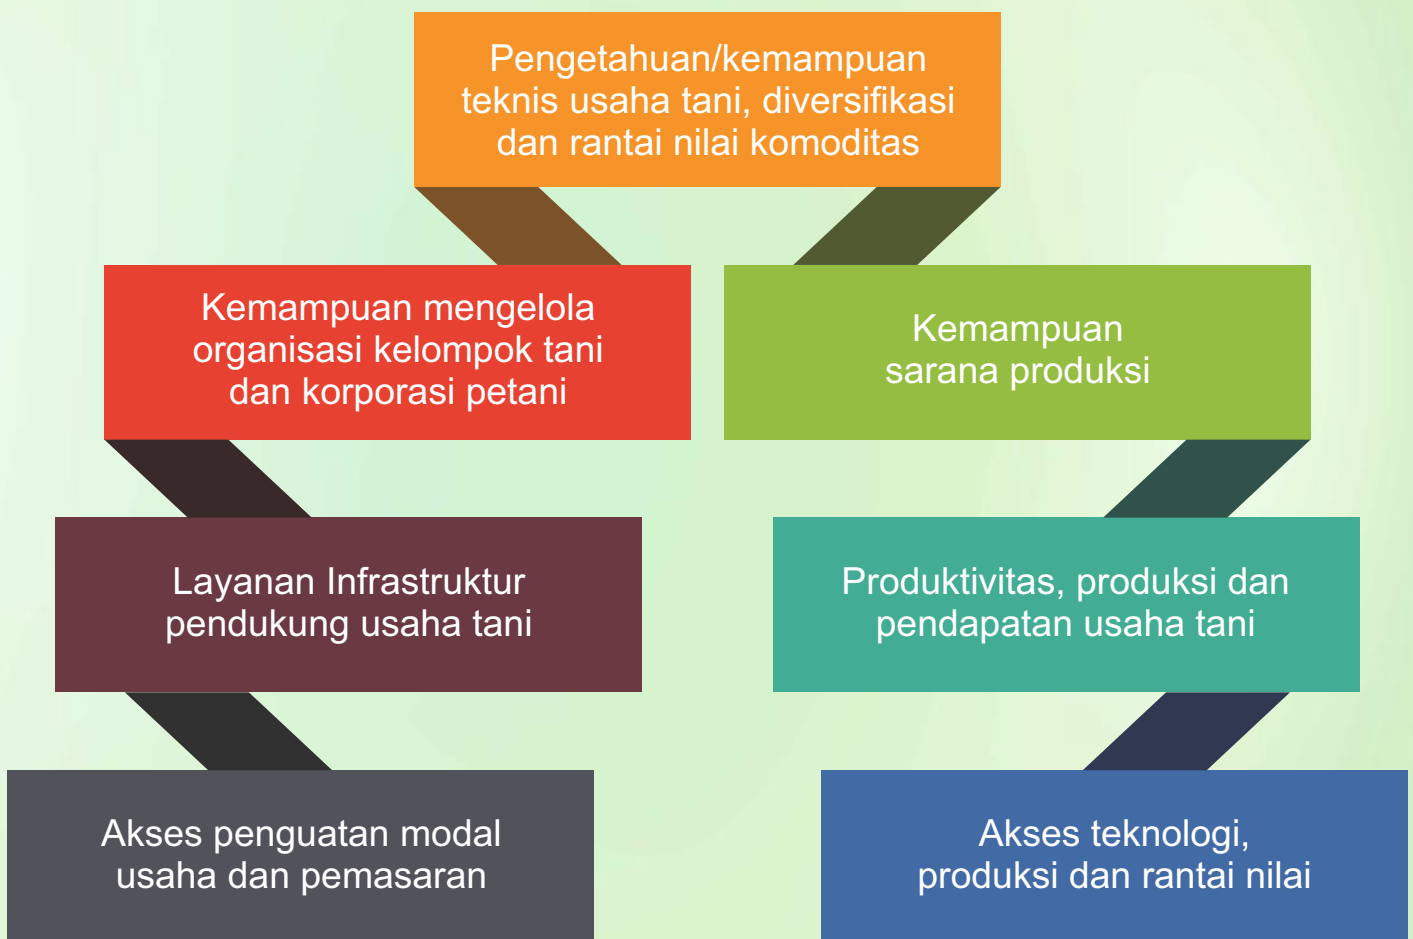 Pengetahuan/kemampuan
teknis usaha tani, diversifikasi
dan rantai nilai komoditas
Kemampuan mengelola
organisasi kelompok tani
dan korporasi petani
Kemampuan
sarana produksi
Layanan Infrastruktur
pendukung usaha tani
Produktivitas, produksi dan
pendapatan usaha tani
Akses penguatan modal
usaha dan pemasaran
Akses teknologi,
produksi dan rantai nilai